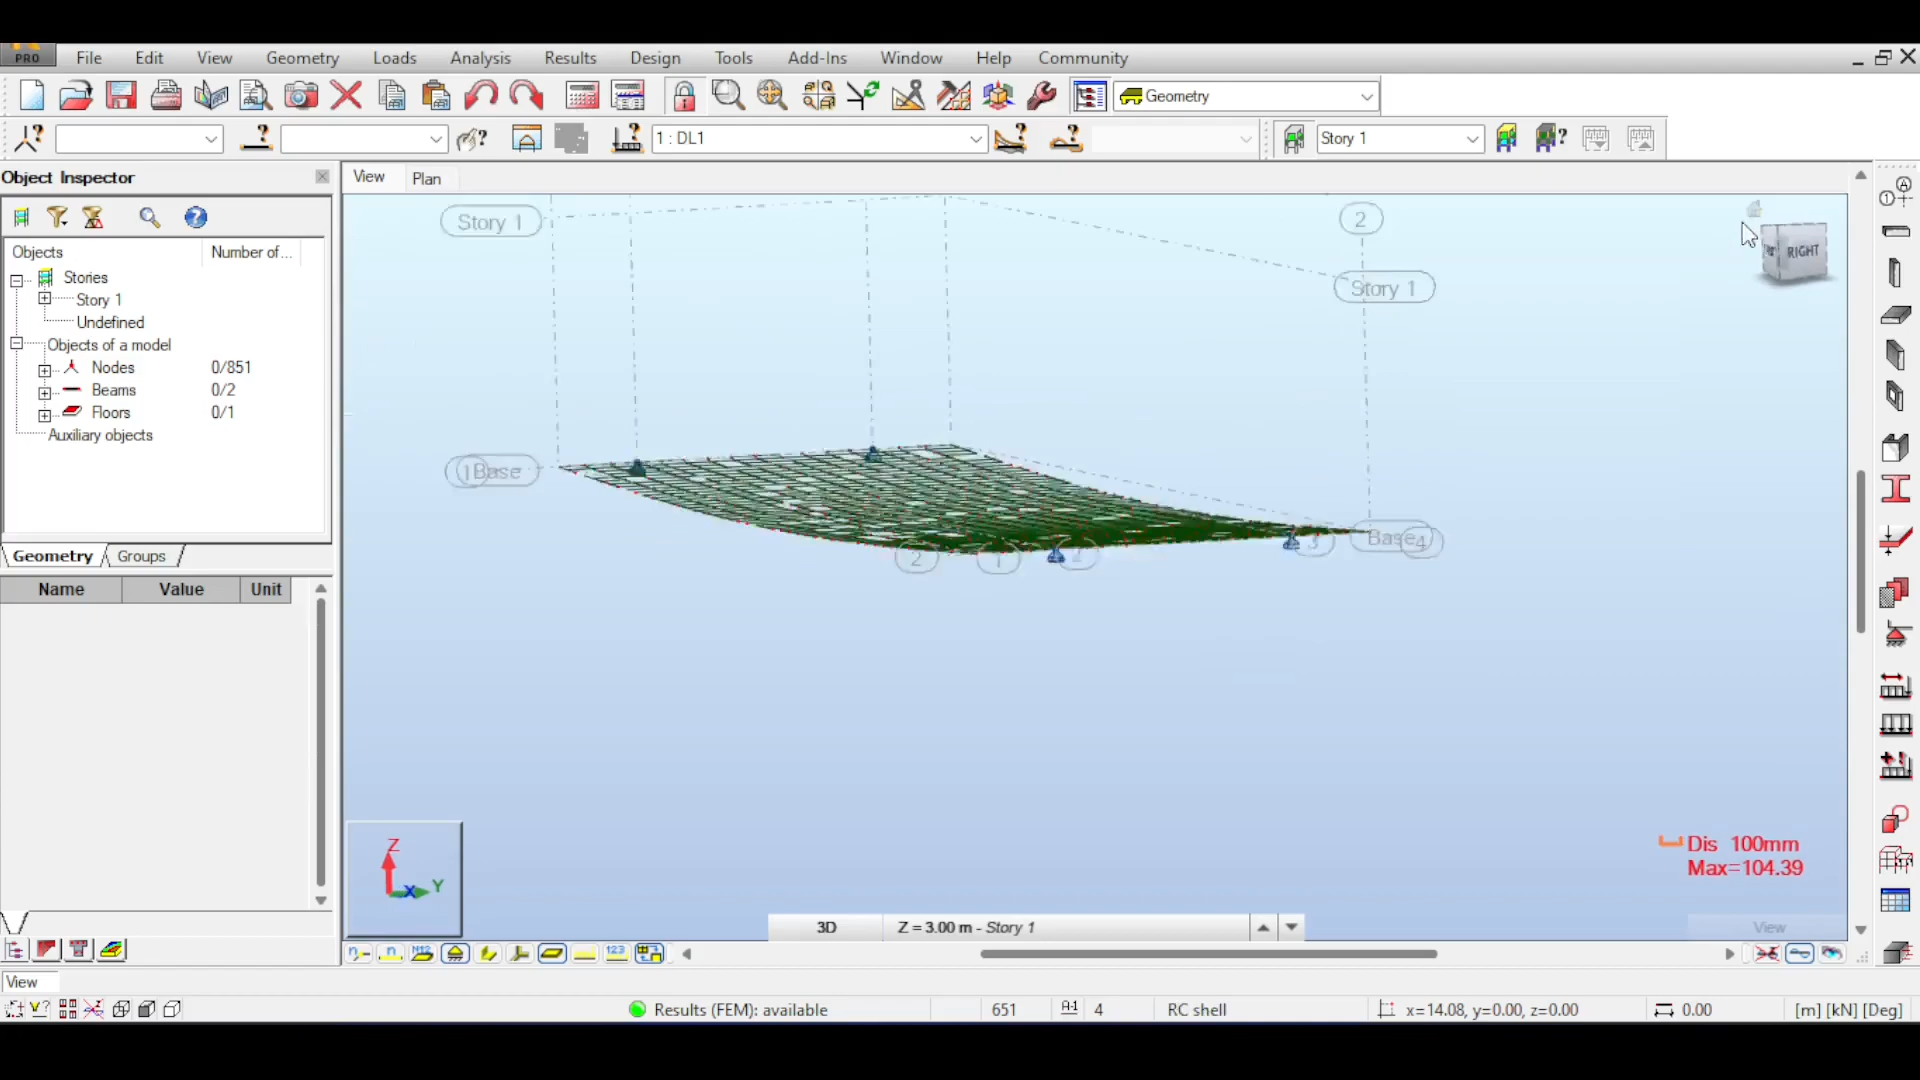 PRO File Edit View Geometry Loads Analysis Results Design Tools Add-Ins Window Help Community
Geometry
1 : DL1
Story 1
Object Inspector
View Plan
Objects Number of...
Stories
Story 1
Undefined
Objects of a model
Nodes 0/851
Beams 0/2
Floors 0/1
Auxiliary objects
Geometry Groups
Name Value Unit
Story 1
2
Story 1
RIGHT
1 Base
2 1 2 3 Base 4
Z
X Y
Dis 100mm
Max=104.39
3D Z = 3.00 m - Story 1
View
View
Results (FEM): available 651 4 RC shell x=14.08, y=0.00, z=0.00 0.00 [m] [kN] [Deg]